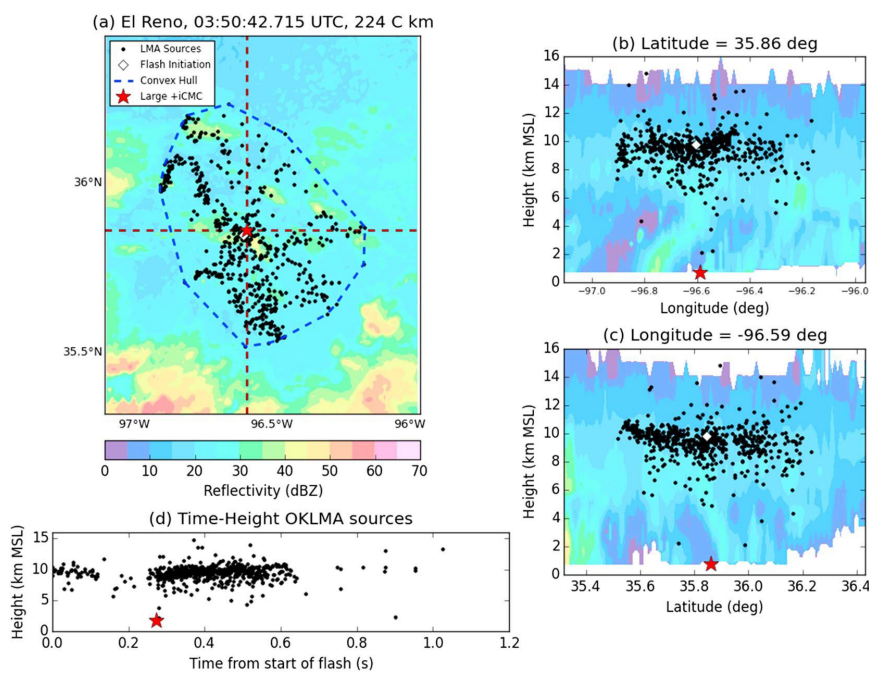 (a) El Reno, 03:50:42.715 UTC, 224 C km
LMA Sources
Flash Initiation
Convex Hull
Large +iCMC
36°N
35.5°N
97°W 96.5°W 96°W
0 10 20 30 40 50 60 70
Reflectivity (dBZ)
(b) Latitude = 35.86 deg
16
14
12
10
8
6
4
2
0
Height (km MSL)
−97.0 −96.8 −96.6 −96.4 −96.2 −96.0
Longitude (deg)
(c) Longitude = -96.59 deg
16
14
12
10
8
6
4
2
0
Height (km MSL)
35.4 35.6 35.8 36.0 36.2 36.4
Latitude (deg)
(d) Time-Height OKLMA sources
15
10
5
0
Height (km MSL)
0.0 0.2 0.4 0.6 0.8 1.0 1.2
Time from start of flash (s)